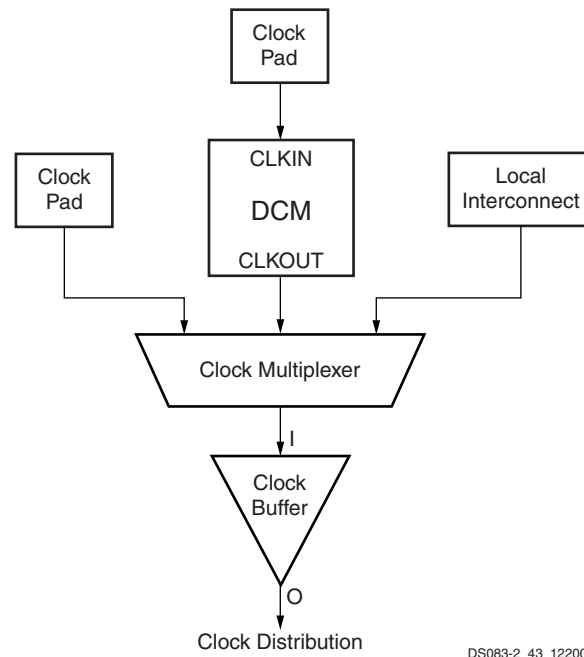 Clock
Pad
CLKIN
DCM
CLKOUT
Clock
Pad
Local
Interconnect
Clock Multiplexer
I
Clock
Buffer
O
Clock Distribution
DS083-2_43_12200